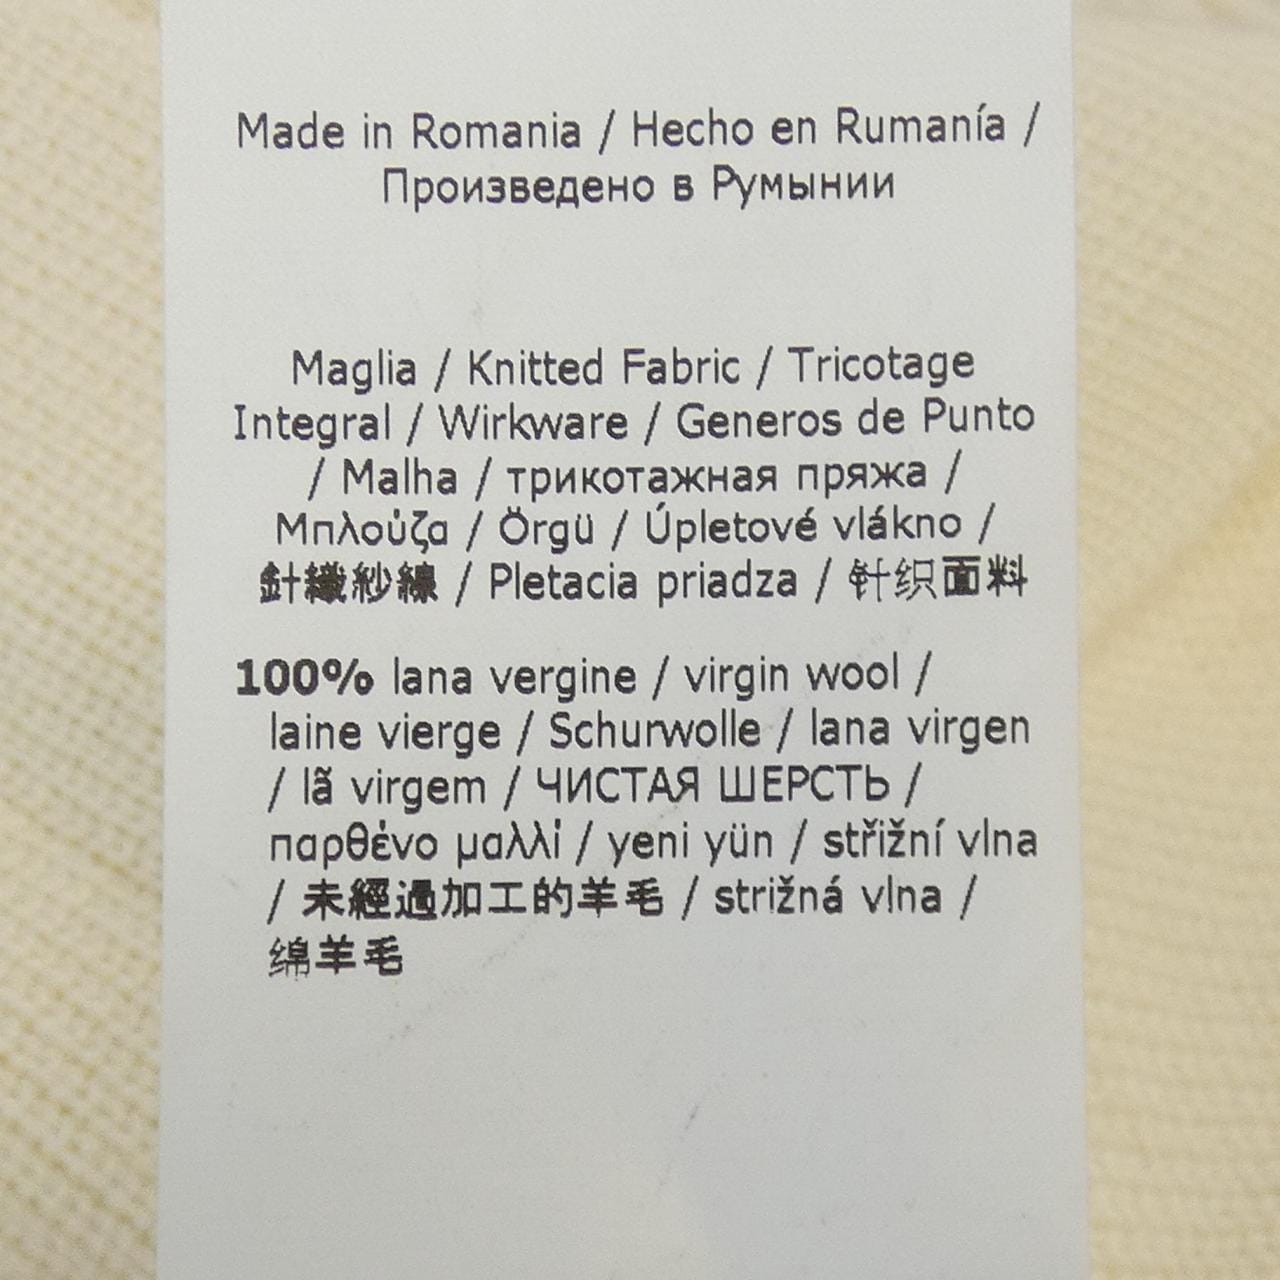 Made in Romania / Hecho en Rumanía /
Произведено в Румынии
Maglia / Knitted Fabric / Tricotage
Integral / Wirkware / Generos de Punto
/ Malha / трикотажная пряжа /
Μπλούζα / Örgü / Úpletové vlákno /
針織紗線 / Pletacia priadza / 针织面料
100% lana vergine / virgin wool /
laine vierge / Schurwolle / lana virgen
/ lã virgem / ЧИСТАЯ ШЕРСТЬ /
παρθένο μαλλί / yeni yün / střižní vlna
/ 未經過加工的羊毛 / strižná vlna /
绵羊毛